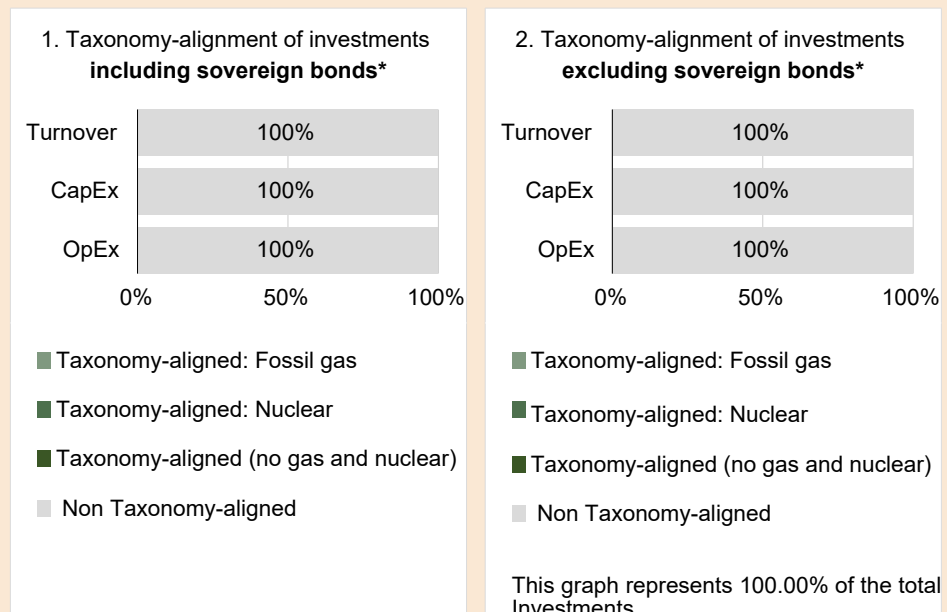 1. Taxonomy-alignment of investments
including sovereign bonds*
Turnover 100%
CapEx 100%
OpEx 100%
0% 50% 100%
Taxonomy-aligned: Fossil gas
Taxonomy-aligned: Nuclear
Taxonomy-aligned (no gas and nuclear)
Non Taxonomy-aligned
2. Taxonomy-alignment of investments
excluding sovereign bonds*
Turnover 100%
CapEx 100%
OpEx 100%
0% 50% 100%
Taxonomy-aligned: Fossil gas
Taxonomy-aligned: Nuclear
Taxonomy-aligned (no gas and nuclear)
Non Taxonomy-aligned
This graph represents 100.00% of the total
Investments